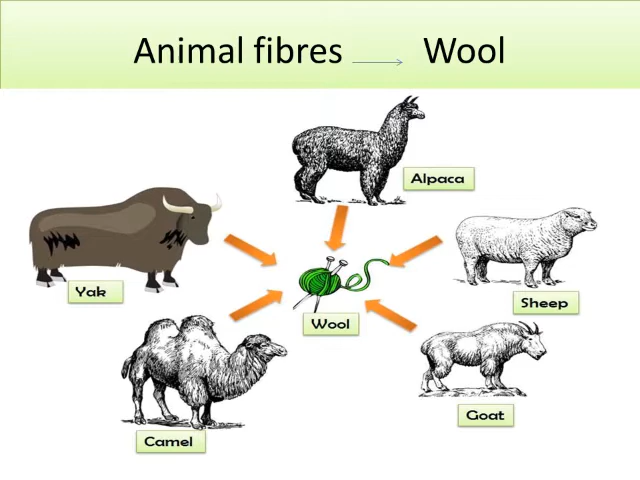 Animal fibres → Wool
Alpaca
Yak
Sheep
Wool
Goat
Camel